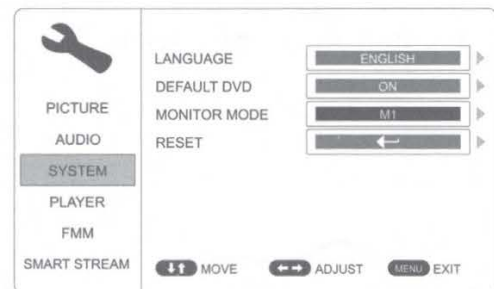 PICTURE
AUDIO
SYSTEM
PLAYER
FMM
SMART STREAM
LANGUAGE ENGLISH
DEFAULT DVD ON
MONITOR MODE M1
RESET
MOVE ADJUST MENU EXIT